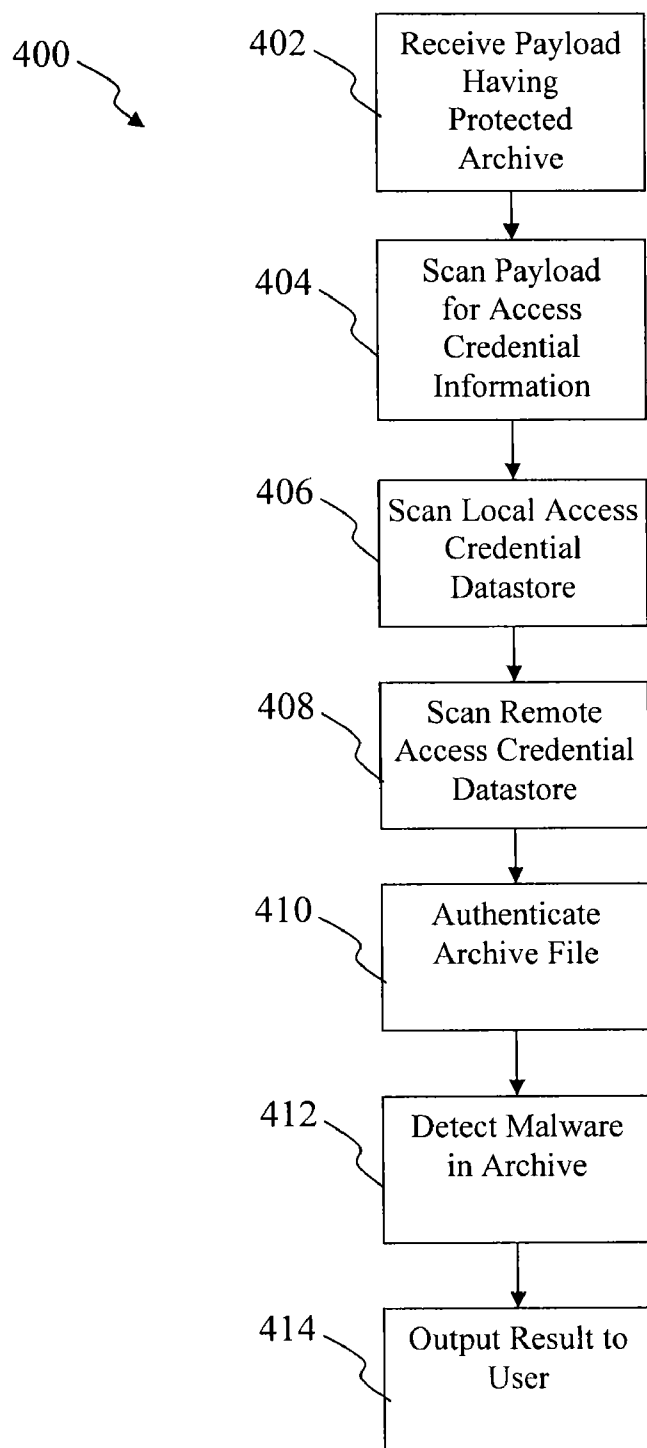 400
402
Receive Payload
Having
Protected
Archive
404
Scan Payload
for Access
Credential
Information
406
Scan Local Access
Credential
Datastore
408
Scan Remote
Access Credential
Datastore
410
Authenticate
Archive File
412
Detect Malware
in Archive
414
Output Result to
User